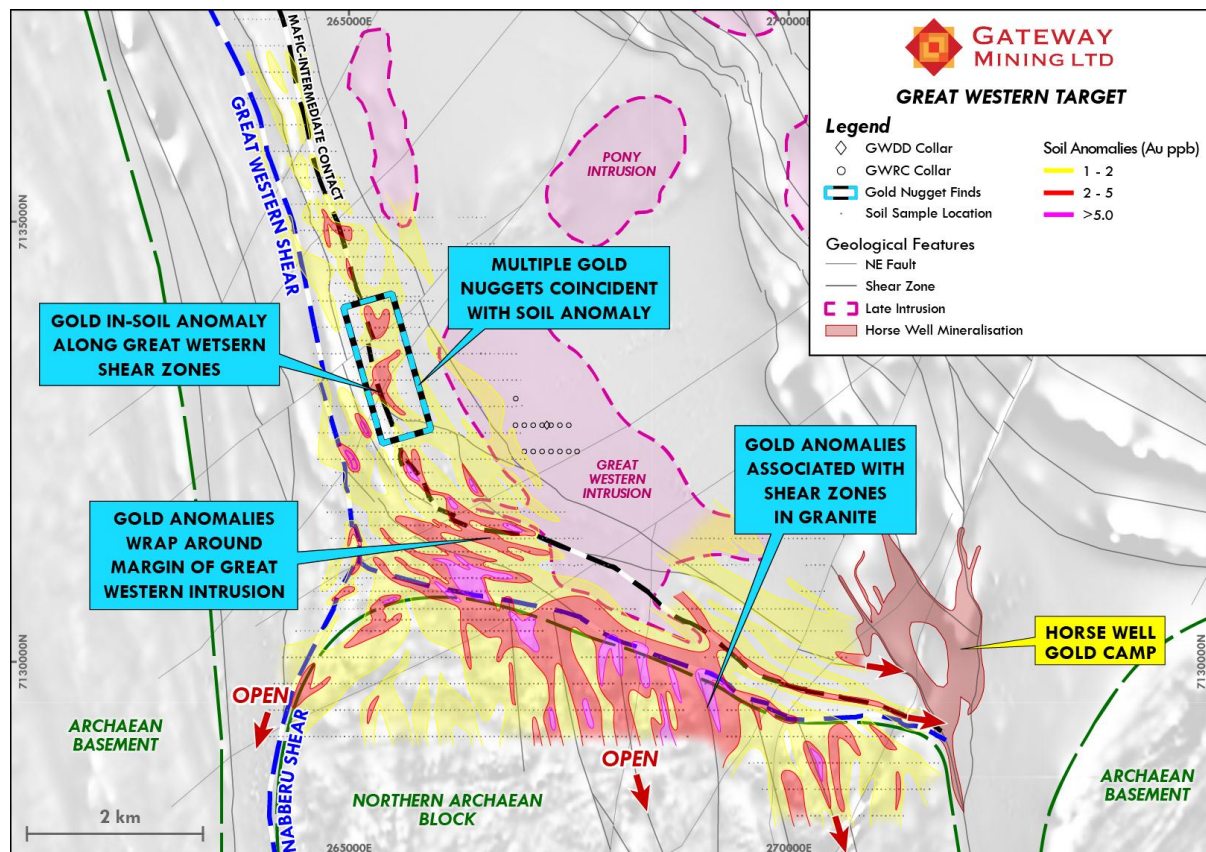 265000E
270000E
GATEWAY
MINING LTD
GREAT WESTERN TARGET
Legend
GWDD Collar
GWRC Collar
Gold Nugget Finds
Soil Sample Location
Soil Anomalies (Au ppb)
1 - 2
2 - 5
>5.0
Geological Features
NE Fault
Shear Zone
Late Intrusion
Horse Well Mineralisation
MAFIC-INTERMEDIATE CONTACT
GREAT WESTERN SHEAR
PONY
INTRUSION
7135000N
7135000N
MULTIPLE GOLD
NUGGETS COINCIDENT
WITH SOIL ANOMALY
GOLD IN-SOIL ANOMALY
ALONG GREAT WETSERN
SHEAR ZONES
GREAT
WESTERN
INTRUSION
GOLD ANOMALIES
ASSOCIATED WITH
SHEAR ZONES
IN GRANITE
GOLD ANOMALIES
WRAP AROUND
MARGIN OF GREAT
WESTERN INTRUSION
HORSE WELL
GOLD CAMP
7130000N
7130000N
OPEN
ARCHAEAN
BASEMENT
NABBERU SHEAR
OPEN
NORTHERN ARCHAEAN
BLOCK
ARCHAEAN
BASEMENT
2 km
265000E
270000E